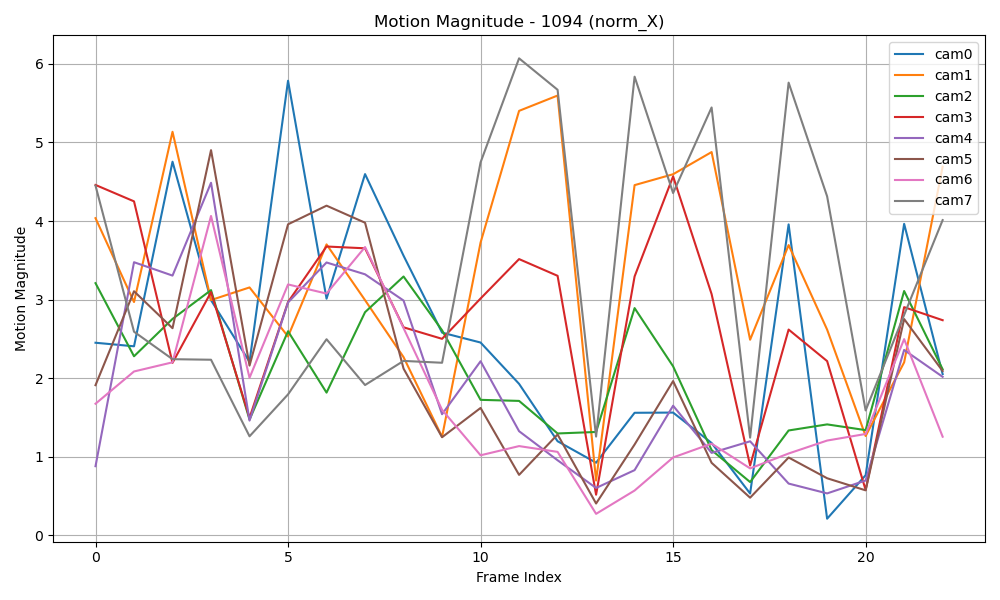 Motion Magnitude - 1094 (norm_X)
Motion Magnitude
6
5
4
3
2
1
0
0 5 10 15 20
Frame Index
cam0
cam1
cam2
cam3
cam4
cam5
cam6
cam7